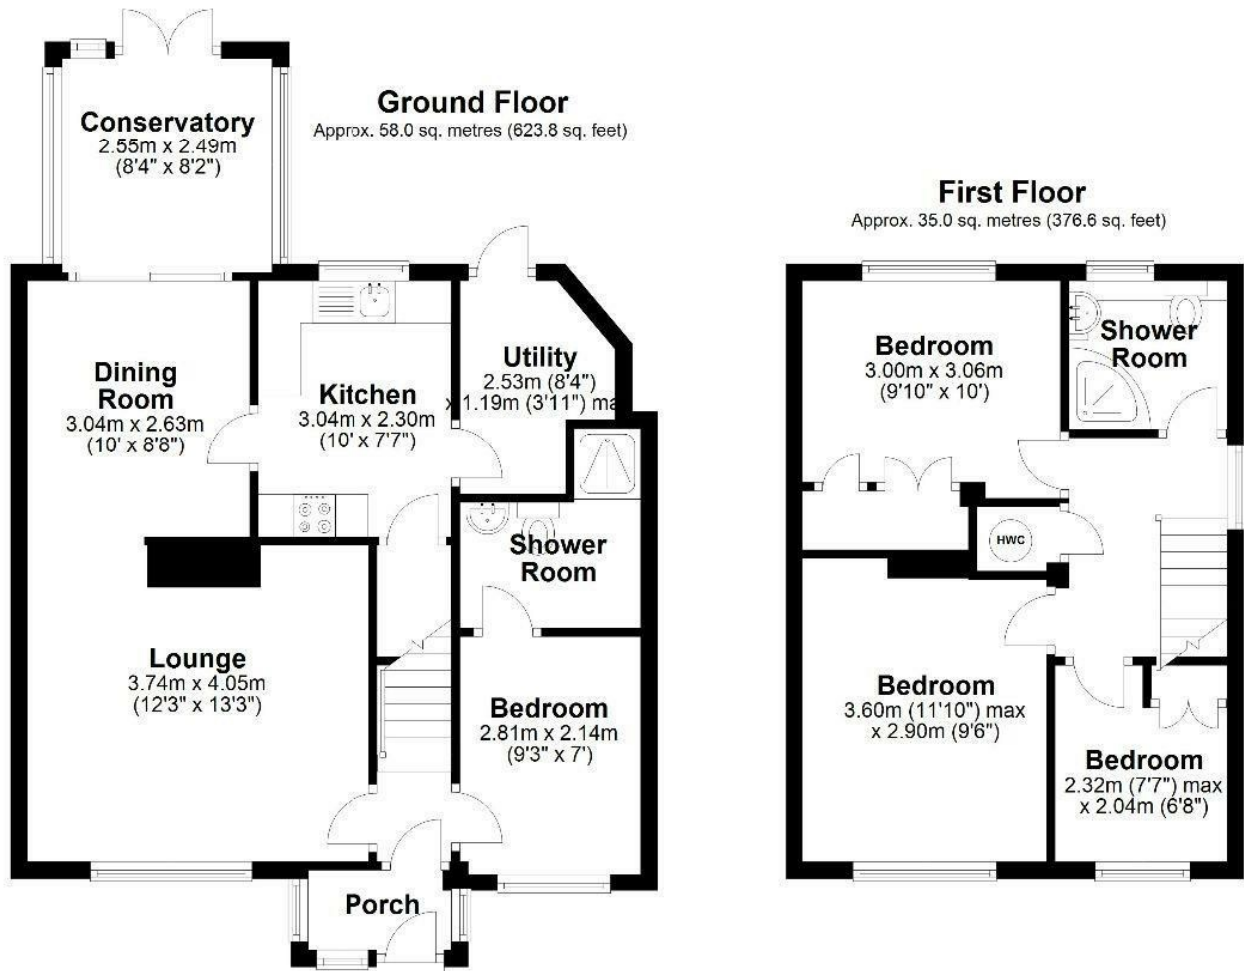 Ground Floor
Approx. 58.0 sq. metres (623.8 sq. feet)
Conservatory
2.55m x 2.49m
(8'4" x 8'2")
Dining
Room
3.04m x 2.63m
(10' x 8'8")
Kitchen
3.04m x 2.30m
(10' x 7'7")
Utility
2.53m (8'4")
x 1.19m (3'11") ma
Shower
Room
Lounge
3.74m x 4.05m
(12'3" x 13'3")
Bedroom
2.81m x 2.14m
(9'3" x 7')
Porch
First Floor
Approx. 35.0 sq. metres (376.6 sq. feet)
Bedroom
3.00m x 3.06m
(9'10" x 10')
Shower
Room
HWC
Bedroom
3.60m (11'10") max
x 2.90m (9'6")
Bedroom
2.32m (7'7") max
x 2.04m (6'8")